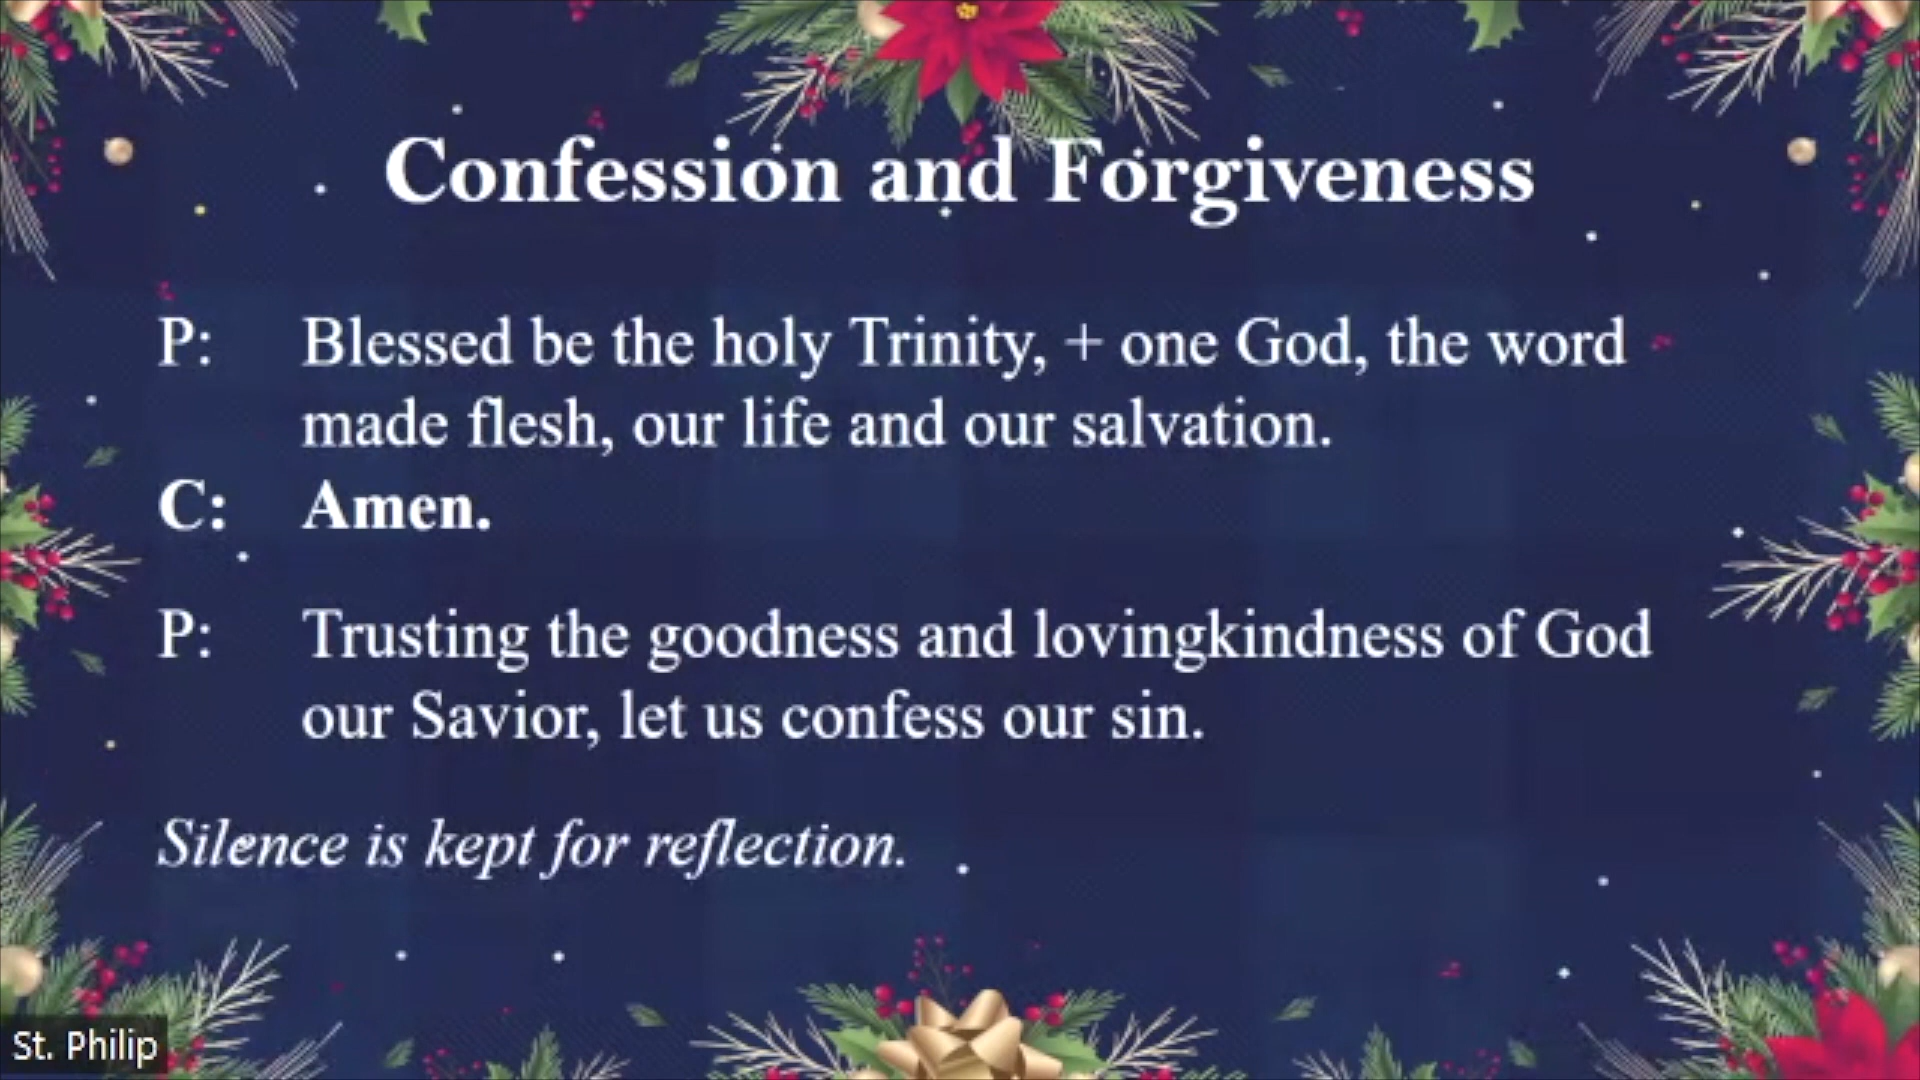 Confession and Forgiveness
P: Blessed be the holy Trinity, + one God, the word
made flesh, our life and our salvation.
C: Amen.
P: Trusting the goodness and lovingkindness of God
our Savior, let us confess our sin.
Silence is kept for reflection.
St. Philip